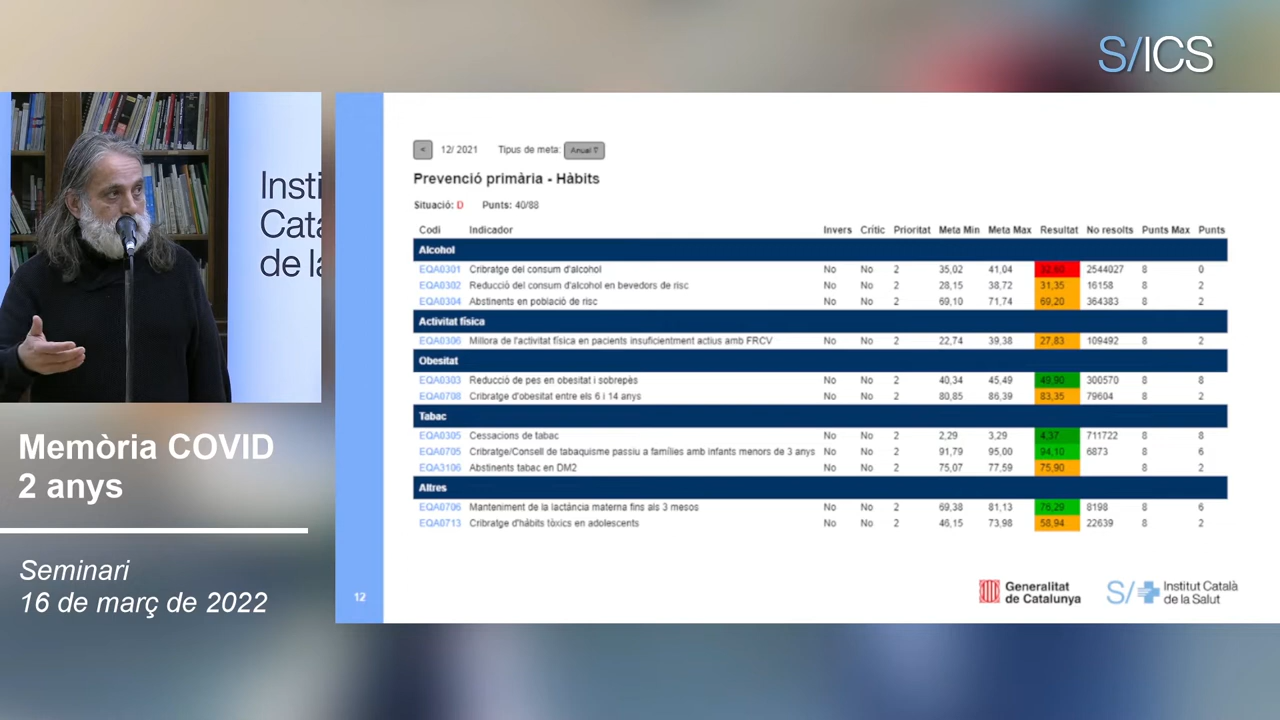 S/ICS
Insti
Cata
de la
Memòria COVID
2 anys
Seminari
16 de març de 2022
< 12/ 2021 Tipus de meta: Anual
Prevenció primària - Hàbits
Situació: D Punts: 40/88
Codi Indicador Invers Crític Prioritat Meta Min Meta Max Resultat No resolts Punts Max Punts
Alcohol
EQA0301 Cribratge del consum d'alcohol No No 2 35,02 41,04 2544027 8 0
EQA0302 Reducció del consum d'alcohol en bevedors de risc No No 2 28,15 38,72 31,35 16158 8 2
EQA0304 Abstinents en població de risc No No 2 69,10 71,74 69,20 364383 8 2
Activitat física
EQA0306 Millora de l'activitat física en pacients insuficientment actius amb FRCV No No 2 22,74 39,38 27,83 109492 8 2
Obesitat
EQA0303 Reducció de pes en obesitat i sobrepès No No 2 40,34 45,49 49,90 300570 8 8
EQA0708 Cribratge d'obesitat entre els 6 i 14 anys No No 2 80,85 86,39 83,35 79604 8 2
Tabac
EQA0305 Cessacions de tabac No No 2 2,29 3,29 4,37 711722 8 8
EQA0705 Cribratge/Consell de tabaquisme passiu a famílies amb infants menors de 3 anys No No 2 91,79 95,00 94,10 6873 8 6
EQA3106 Abstinents tabac en DM2 No No 2 75,07 77,59 75,90 8 2
Altres
EQA0706 Manteniment de la lactància materna fins als 3 mesos No No 2 69,38 81,13 76,29 8198 8 6
EQA0713 Cribratge d'hàbits tòxics en adolescents No No 2 46,15 73,98 58,94 22639 8 2
12
Generalitat
de Catalunya
S/
Institut Català
de la Salut